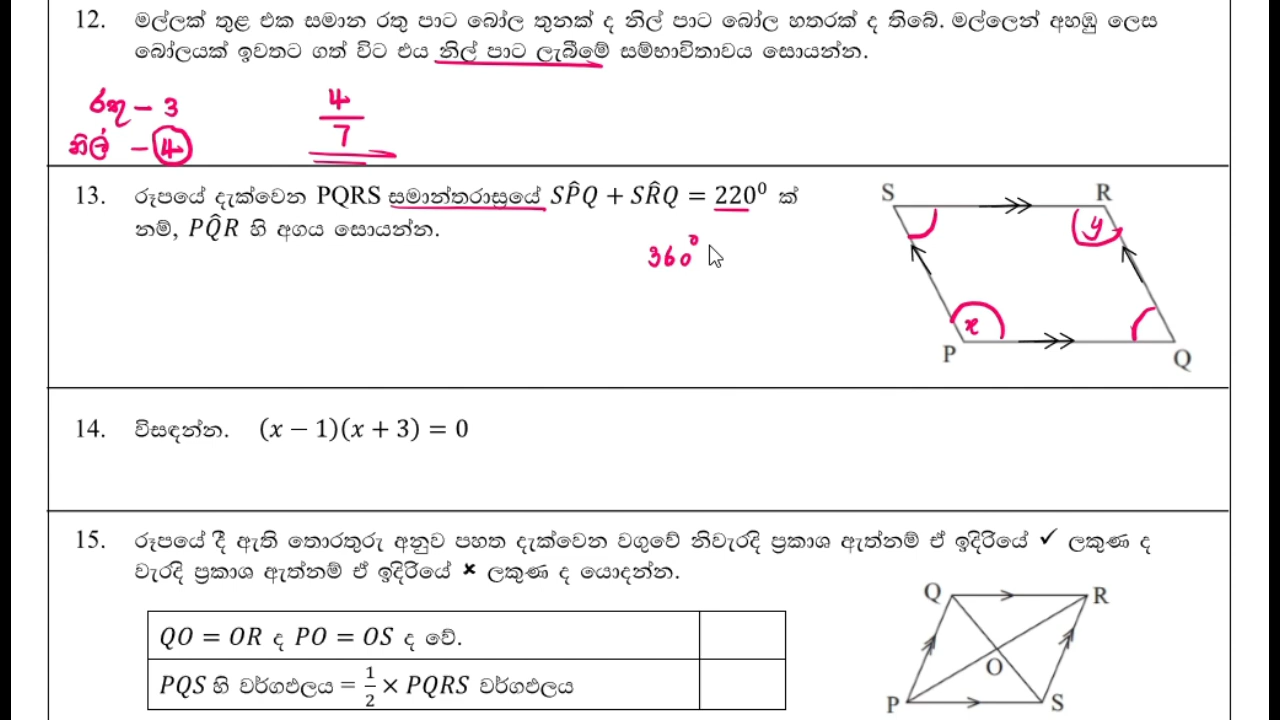 12. මල්ලක් තුළ එක සමාන රතු පාට බෝල තුනක් ද නිල් පාට බෝල හතරක් ද තිබේ. මල්ලෙන් අහඹු ලෙස
බෝලයක් ඉවතට ගත් විට එය නිල් පාට ලැබීමේ සම්භාවිතාවය සොයන්න.
රතු – 3
නිල් – 4
4/7
13. රූපයේ දැක්වෙන PQRS සමාන්තරාස්‍රයේ SP̂Q + SR̂Q = 220⁰ ක්
නම්, PQ̂R හි අගය සොයන්න.
360°
S R
y
x
P Q
14. විසඳන්න. (x − 1)(x + 3) = 0
15. රූපයේ දී ඇති තොරතුරු අනුව පහත දැක්වෙන වගුවේ නිවැරදි ප්‍රකාශ ඇත්නම් ඒ ඉදිරියේ ✓ ලකුණ ද
වැරදි ප්‍රකාශ ඇත්නම් ඒ ඉදිරියේ ✗ ලකුණ ද යොදන්න.
QO = OR ද PO = OS ද වේ.
PQS හි වර්ගඵලය = 1/2 × PQRS වර්ගඵලය
Q R
O
P S